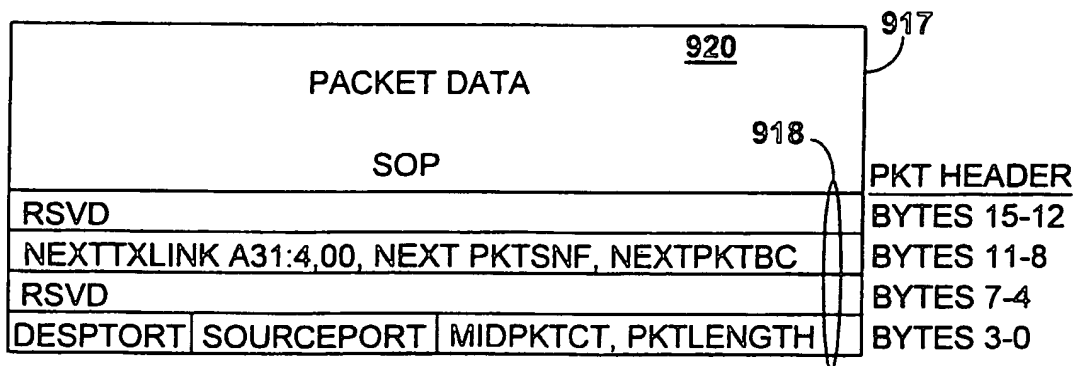 917
920
PACKET DATA
918
SOP
PKT HEADER
RSVD BYTES 15-12
NEXTTXLINK A31:4,00, NEXT PKTSNF, NEXTPKTBC BYTES 11-8
RSVD BYTES 7-4
DESPTORT SOURCEPORT MIDPKTCT, PKTLENGTH BYTES 3-0